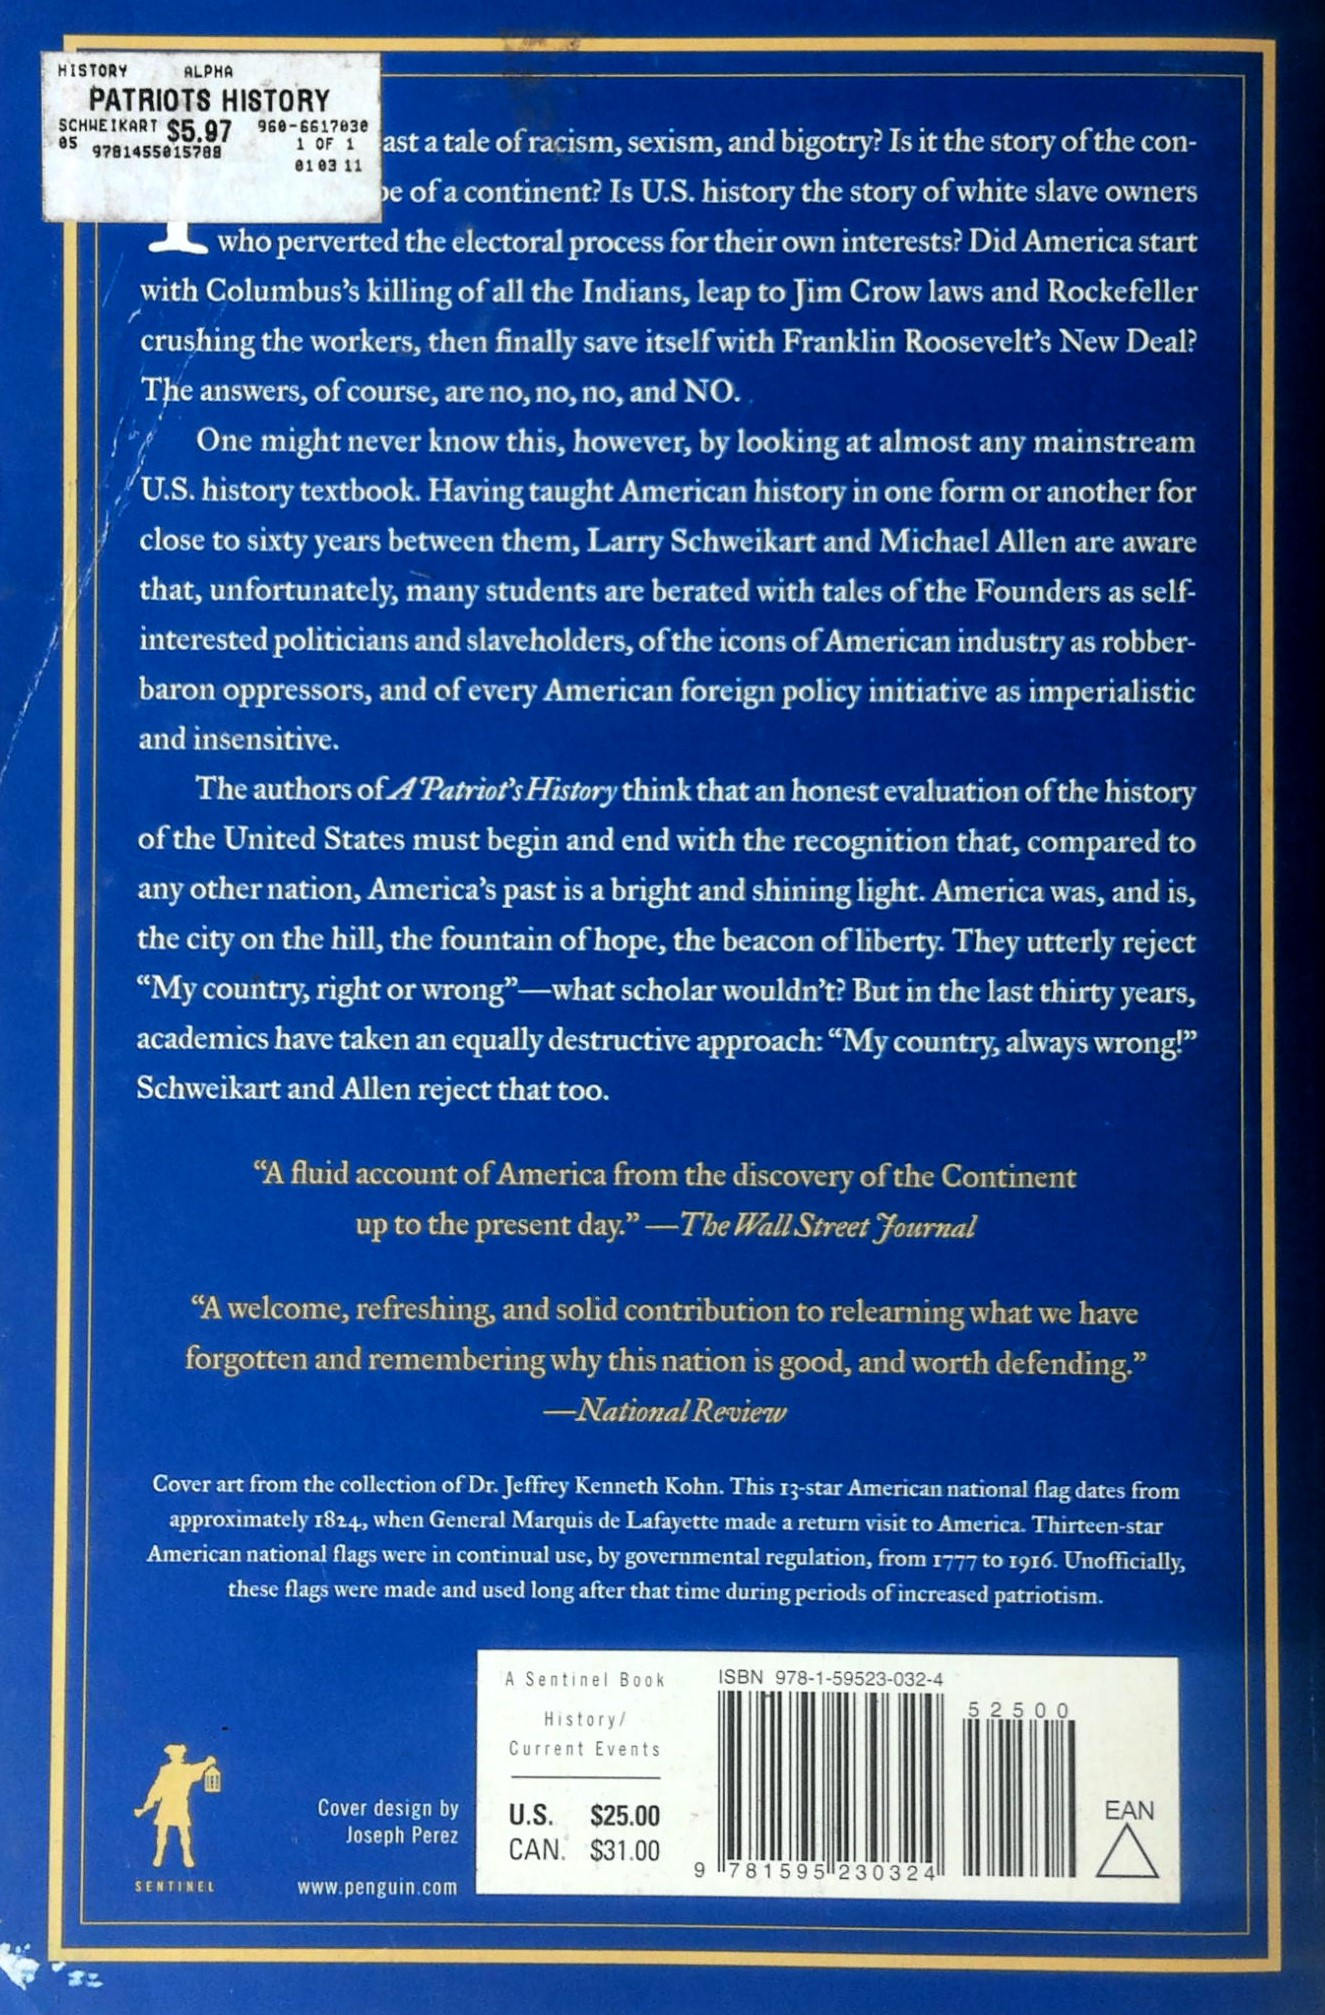 HISTORY ALPHA
PATRIOTS HISTORY
SCHWEIKART $5.97 960-6617030
05 9781455015788 1 OF 1
01 03 11
ast a tale of racism, sexism, and bigotry? Is it the story of the con-
pe of a continent? Is U.S. history the story of white slave owners
who perverted the electoral process for their own interests? Did America start
with Columbus's killing of all the Indians, leap to Jim Crow laws and Rockefeller
crushing the workers, then finally save itself with Franklin Roosevelt's New Deal?
The answers, of course, are no, no, no, and NO.
One might never know this, however, by looking at almost any mainstream
U.S. history textbook. Having taught American history in one form or another for
close to sixty years between them, Larry Schweikart and Michael Allen are aware
that, unfortunately, many students are berated with tales of the Founders as self-
interested politicians and slaveholders, of the icons of American industry as robber-
baron oppressors, and of every American foreign policy initiative as imperialistic
and insensitive.
The authors of A Patriot's History think that an honest evaluation of the history
of the United States must begin and end with the recognition that, compared to
any other nation, America's past is a bright and shining light. America was, and is,
the city on the hill, the fountain of hope, the beacon of liberty. They utterly reject
“My country, right or wrong”—what scholar wouldn't? But in the last thirty years,
academics have taken an equally destructive approach: “My country, always wrong!”
Schweikart and Allen reject that too.
“A fluid account of America from the discovery of the Continent
up to the present day.” —The Wall Street Journal
“A welcome, refreshing, and solid contribution to relearning what we have
forgotten and remembering why this nation is good, and worth defending.”
—National Review
Cover art from the collection of Dr. Jeffrey Kenneth Kohn. This 13-star American national flag dates from
approximately 1824, when General Marquis de Lafayette made a return visit to America. Thirteen-star
American national flags were in continual use, by governmental regulation, from 1777 to 1916. Unofficially,
these flags were made and used long after that time during periods of increased patriotism.
SENTINEL
Cover design by
Joseph Perez
www.penguin.com
A Sentinel Book
History/
Current Events
U.S. $25.00
CAN. $31.00
ISBN 978-1-59523-032-4
52500
9 781595 230324
EAN